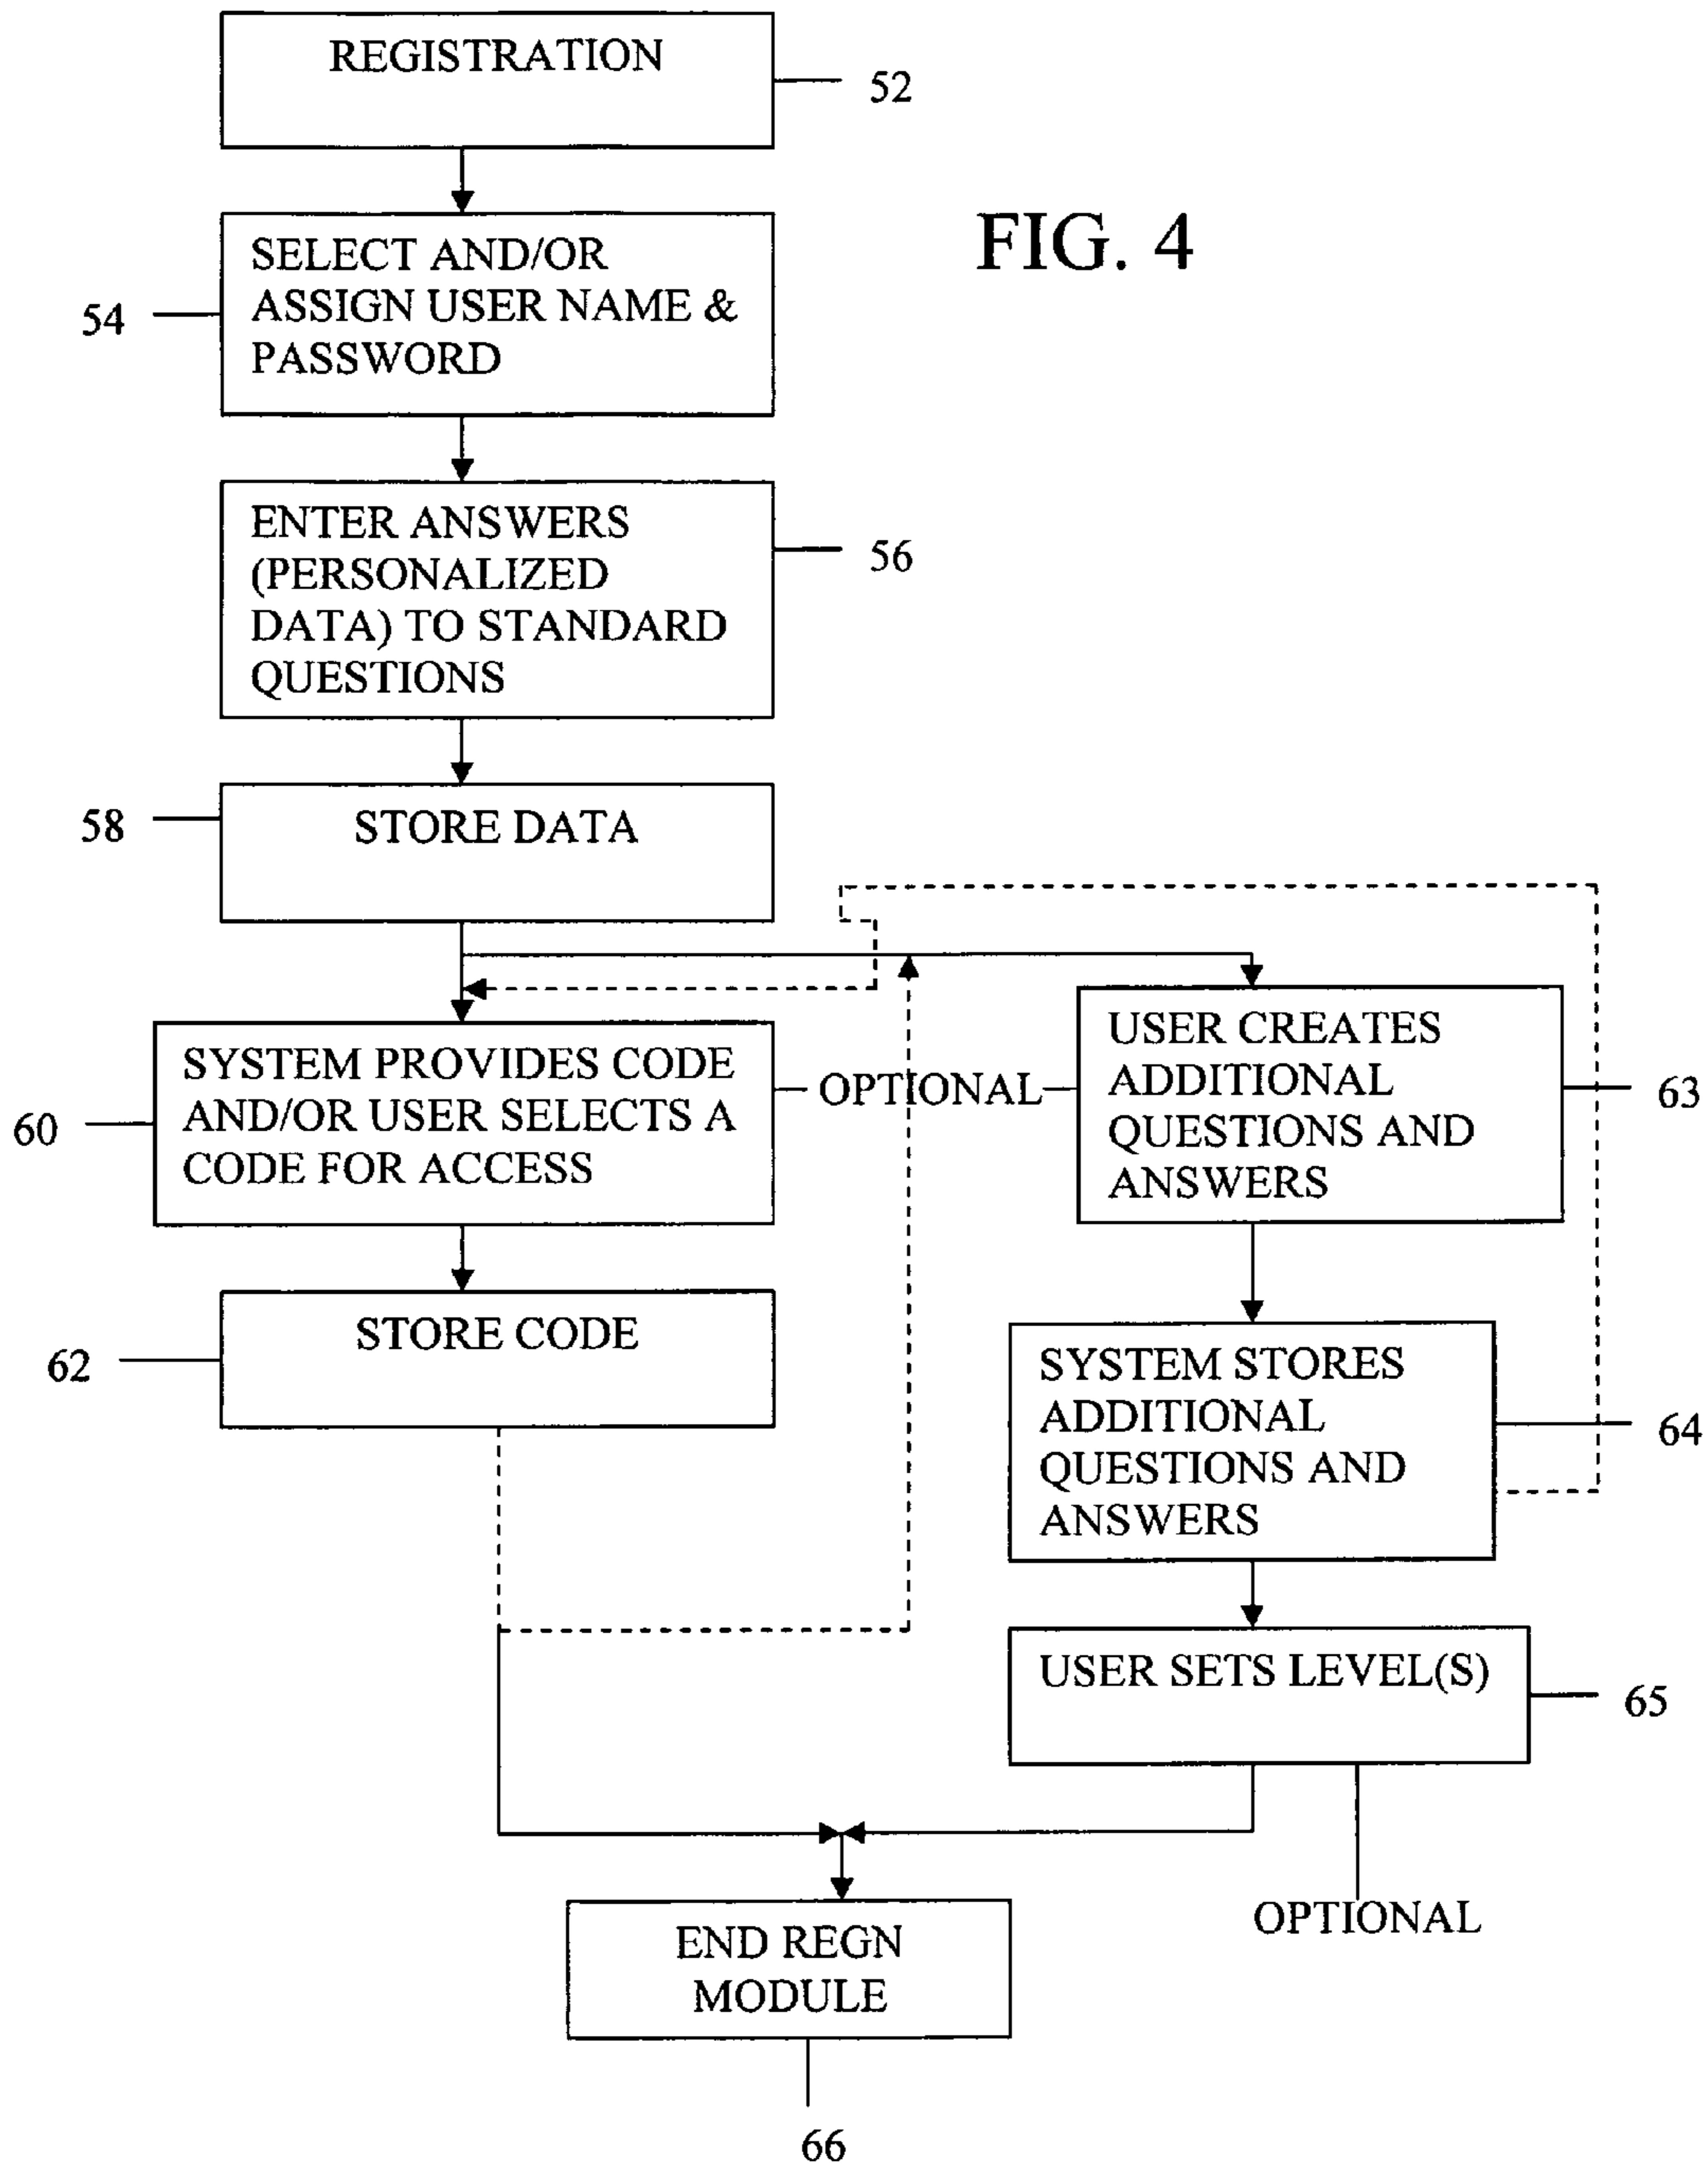 REGISTRATION
52
FIG. 4
SELECT AND/OR
ASSIGN USER NAME &
PASSWORD
54
ENTER ANSWERS
(PERSONALIZED
DATA) TO STANDARD
QUESTIONS
56
STORE DATA
58
SYSTEM PROVIDES CODE
AND/OR USER SELECTS A
CODE FOR ACCESS
60
OPTIONAL
USER CREATES
ADDITIONAL
QUESTIONS AND
ANSWERS
63
STORE CODE
62
SYSTEM STORES
ADDITIONAL
QUESTIONS AND
ANSWERS
64
USER SETS LEVEL(S)
65
OPTIONAL
END REGN
MODULE
66